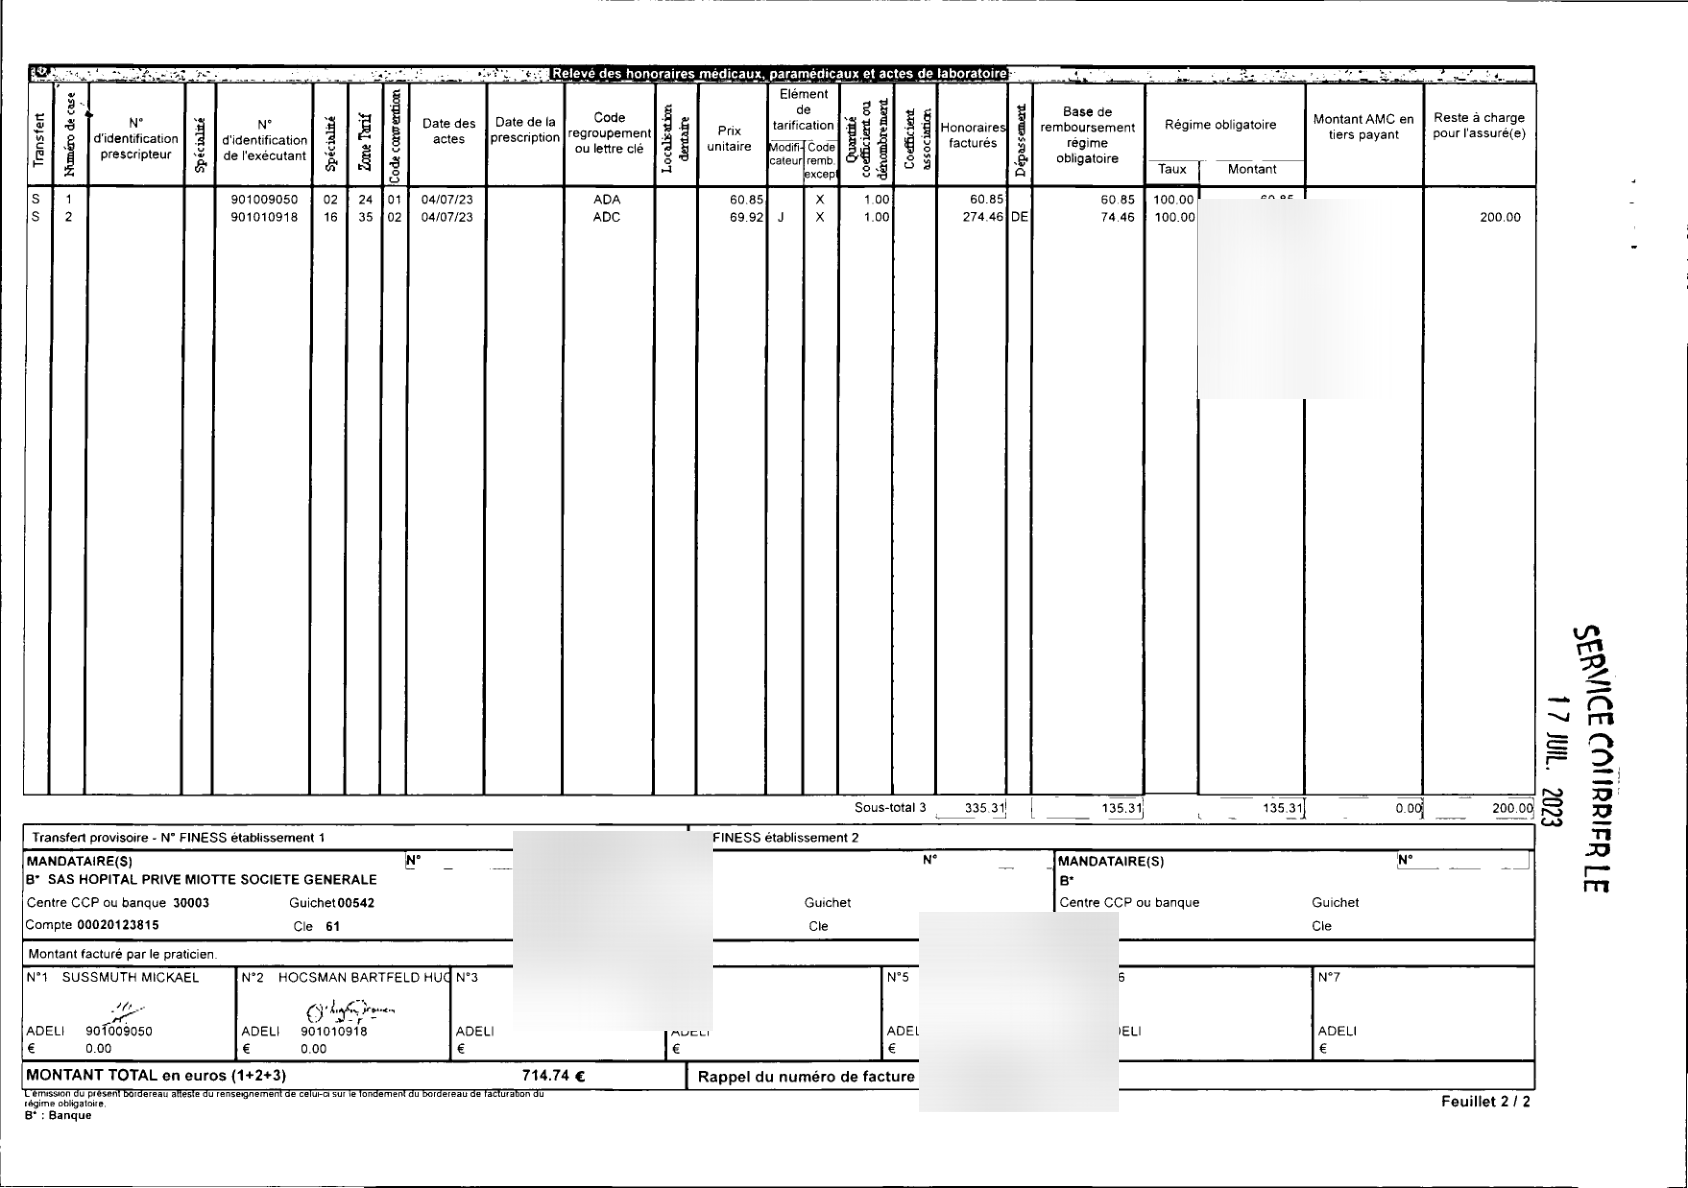 Relevé des honoraires médicaux, paramédicaux et actes de laboratoire
Transfert
Numéro de case
N° d'identification prescripteur
Spécialité
N° d'identification de l'exécutant
Spécialité
Zone Tarif
Code convention
Date des actes
Date de la prescription
Code regroupement ou lettre clé
Localisation dentaire
Prix unitaire
Elément de tarification
Modifi-cateur
Code remb. except
Quantité coefficient ou dénombrement
Coefficient association
Honoraires facturés
Dépassement
Base de remboursement régime obligatoire
Régime obligatoire
Taux
Montant
Montant AMC en tiers payant
Reste à charge pour l'assuré(e)
S 1 901009050 02 24 01 04/07/23 ADA 60.85 X 1.00 60.85 60.85 100.00
S 2 901010918 16 35 02 04/07/23 ADC 69.92 J X 1.00 274.46 DE 74.46 100.00 200.00
Sous-total 3 335.31 135.31 135.31 0.00 200.00
Transfert provisoire - N° FINESS établissement 1 FINESS établissement 2
MANDATAIRE(S) N° N° MANDATAIRE(S) N°
B* SAS HOPITAL PRIVE MIOTTE SOCIETE GENERALE B*
Centre CCP ou banque 30003 Guichet 00542 Guichet Centre CCP ou banque Guichet
Compte 00020123815 Cle 61 Cle Cle
Montant facturé par le praticien.
N°1 SUSSMUTH MICKAEL N°2 HOCSMAN BARTFELD HUG N°3 N°5 6 N°7
ADELI 901009050 ADELI 901010918 ADELI ADELI ADEL ELI ADELI
€ 0.00 € 0.00 € € € €
MONTANT TOTAL en euros (1+2+3) 714.74 € Rappel du numéro de facture
L'émission du présent bordereau atteste du renseignement de celui-ci sur le fondement du bordereau de facturation du
régime obligatoire.
B* : Banque
Feuillet 2 / 2
SERVICE COURRIER LE
17 JUIL. 2023